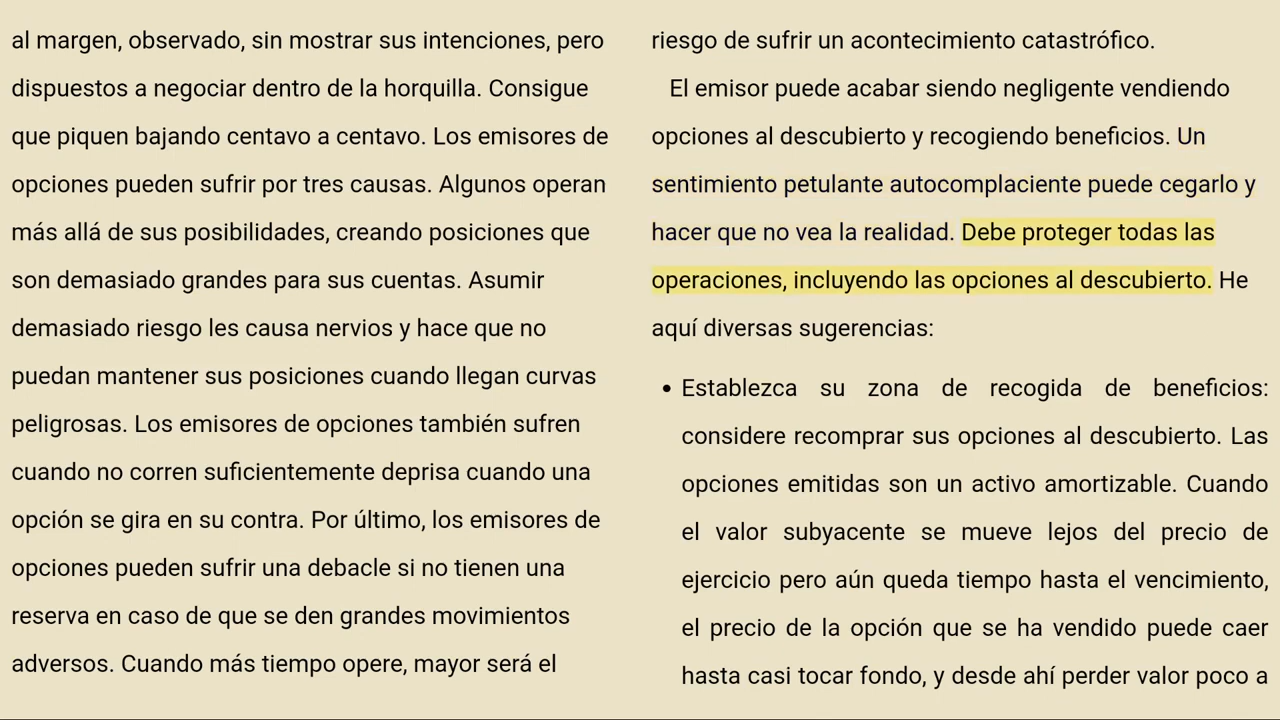 al margen, observado, sin mostrar sus intenciones, pero
dispuestos a negociar dentro de la horquilla. Consigue
que piquen bajando centavo a centavo. Los emisores de
opciones pueden sufrir por tres causas. Algunos operan
más allá de sus posibilidades, creando posiciones que
son demasiado grandes para sus cuentas. Asumir
demasiado riesgo les causa nervios y hace que no
puedan mantener sus posiciones cuando llegan curvas
peligrosas. Los emisores de opciones también sufren
cuando no corren suficientemente deprisa cuando una
opción se gira en su contra. Por último, los emisores de
opciones pueden sufrir una debacle si no tienen una
reserva en caso de que se den grandes movimientos
adversos. Cuando más tiempo opere, mayor será el
riesgo de sufrir un acontecimiento catastrófico.
El emisor puede acabar siendo negligente vendiendo
opciones al descubierto y recogiendo beneficios. Un
sentimiento petulante autocomplaciente puede cegarlo y
hacer que no vea la realidad. Debe proteger todas las
operaciones, incluyendo las opciones al descubierto. He
aquí diversas sugerencias:
• Establezca su zona de recogida de beneficios:
considere recomprar sus opciones al descubierto. Las
opciones emitidas son un activo amortizable. Cuando
el valor subyacente se mueve lejos del precio de
ejercicio pero aún queda tiempo hasta el vencimiento,
el precio de la opción que se ha vendido puede caer
hasta casi tocar fondo, y desde ahí perder valor poco a